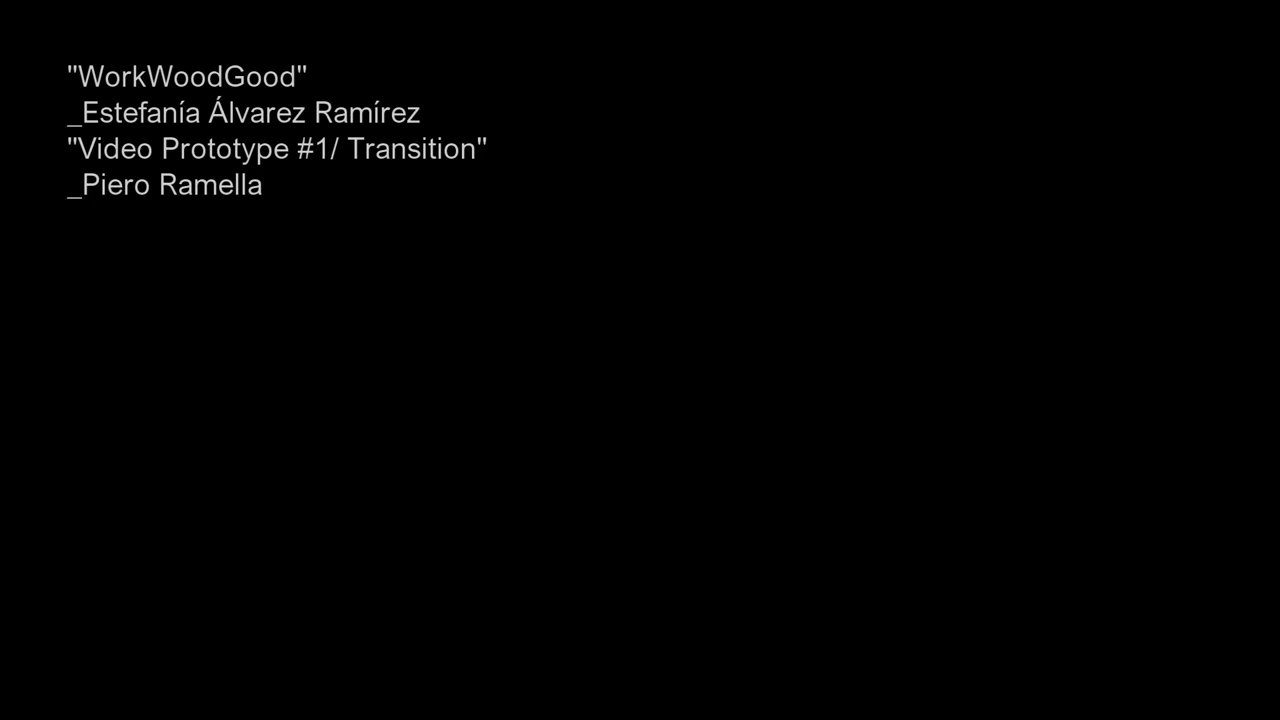 "WorkWoodGood"
_Estefanía Álvarez Ramírez
"Video Prototype #1/ Transition"
_Piero Ramella